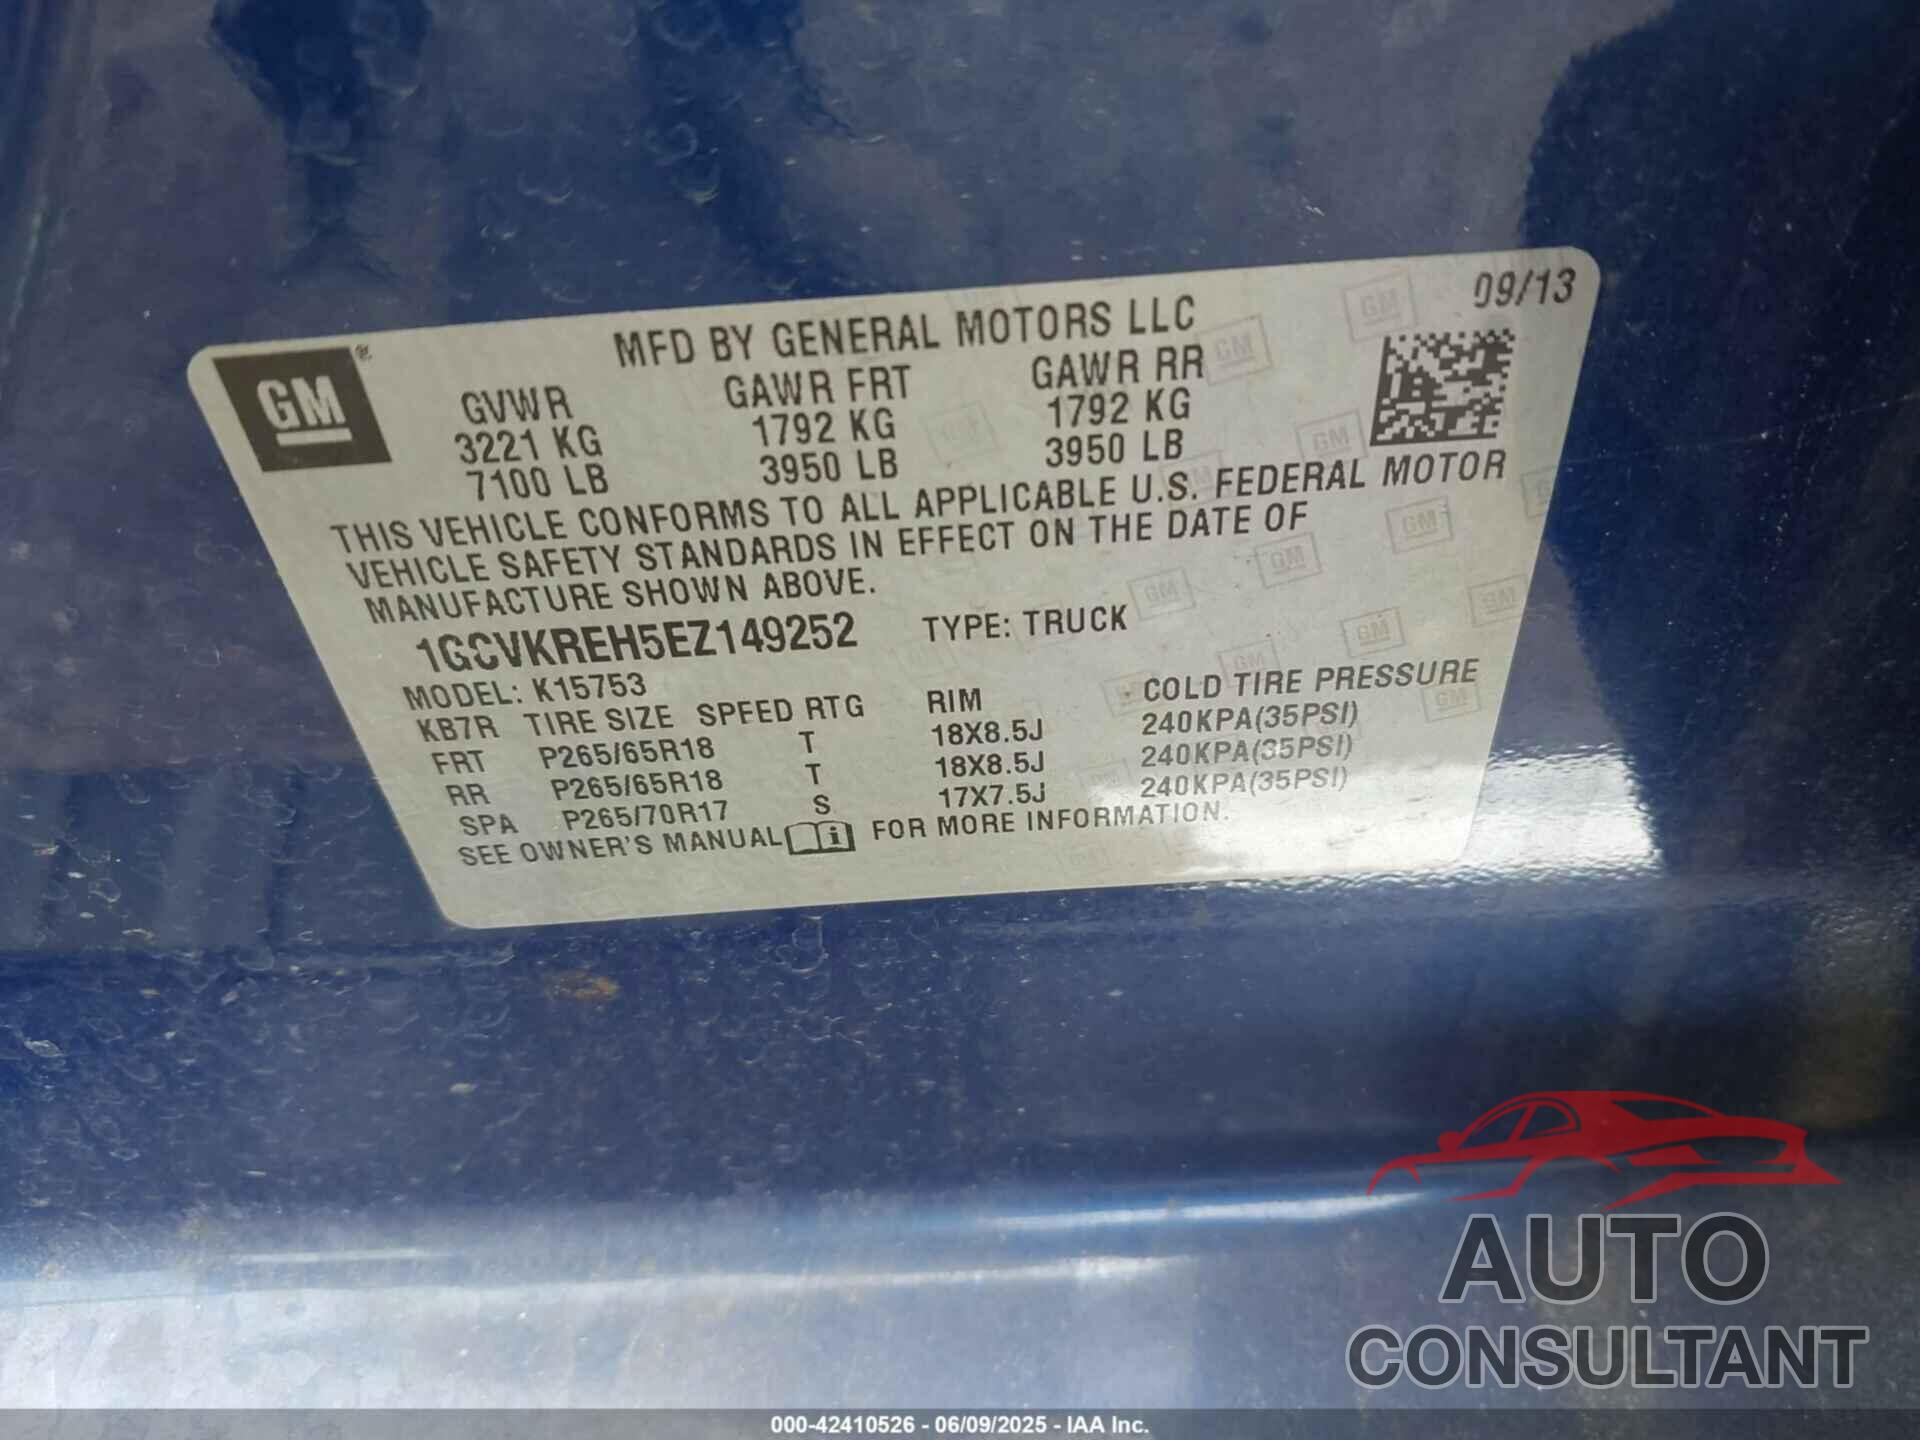 MFD BY GENERAL MOTORS LLC 09/13
GM®
GVWR GAWR FRT GAWR RR
3221 KG 1792 KG 1792 KG
7100 LB 3950 LB 3950 LB
THIS VEHICLE CONFORMS TO ALL APPLICABLE U.S. FEDERAL MOTOR
VEHICLE SAFETY STANDARDS IN EFFECT ON THE DATE OF
MANUFACTURE SHOWN ABOVE.
1GCVKREH5EZ149252 TYPE: TRUCK
MODEL: K15753
KB7R TIRE SIZE SPEED RTG RIM COLD TIRE PRESSURE
FRT P265/65R18 T 18X8.5J 240KPA(35PSI)
RR P265/65R18 T 18X8.5J 240KPA(35PSI)
SPA P265/70R17 S 17X7.5J 240KPA(35PSI)
SEE OWNER'S MANUAL i FOR MORE INFORMATION.
AUTO
CONSULTANT
000-42410526 - 06/09/2025 - IAA Inc.